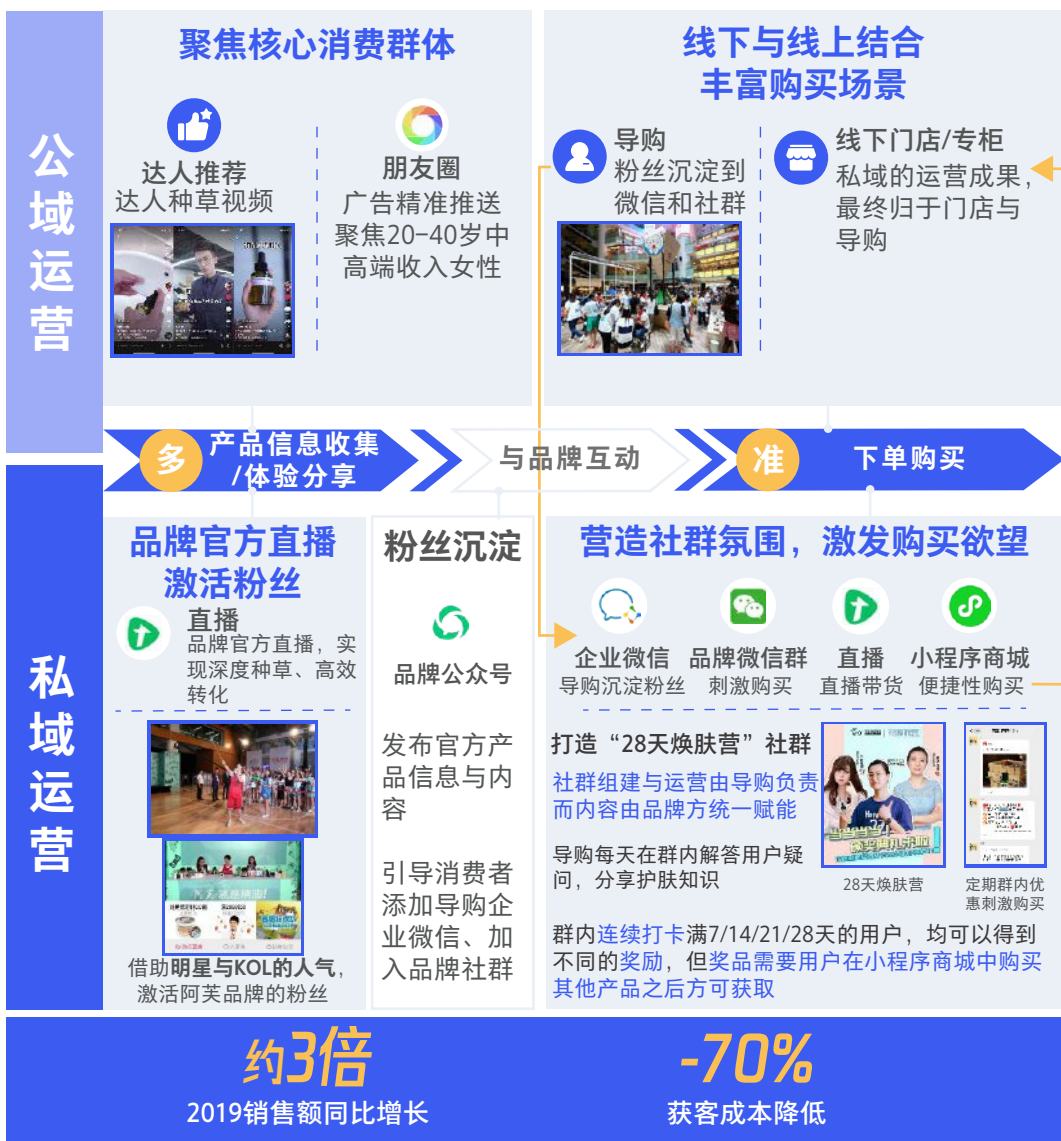 公域运营
聚焦核心消费群体
达人推荐
达人种草视频
朋友圈
广告精准推送
聚焦20-40岁中
高端收入女性
线下与线上结合
丰富购买场景
导购
粉丝沉淀到
微信和社群
线下门店/专柜
私域的运营成果，
最终归于门店与
导购
多
产品信息收集
/体验分享
与品牌互动
准
下单购买
私域运营
品牌官方直播
激活粉丝
直播
品牌官方直播，实
现深度种草、高效
转化
借助明星与KOL的人气，
激活阿芙品牌的粉丝
粉丝沉淀
品牌公众号
发布官方产
品信息与内
容
引导消费者
添加导购企
业微信、加
入品牌社群
营造社群氛围，激发购买欲望
企业微信
导购沉淀粉丝
品牌微信群
刺激购买
直播
直播带货
小程序商城
便捷性购买
打造“28天焕肤营”社群
社群组建与运营由导购负责
而内容由品牌方统一赋能
导购每天在群内解答用户疑
问，分享护肤知识
28天焕肤营
定期群内优
惠刺激购买
群内连续打卡满7/14/21/28天的用户，均可以得到
不同的奖励，但奖品需要用户在小程序商城中购买
其他产品之后方可获取
约3倍
2019销售额同比增长
-70%
获客成本降低